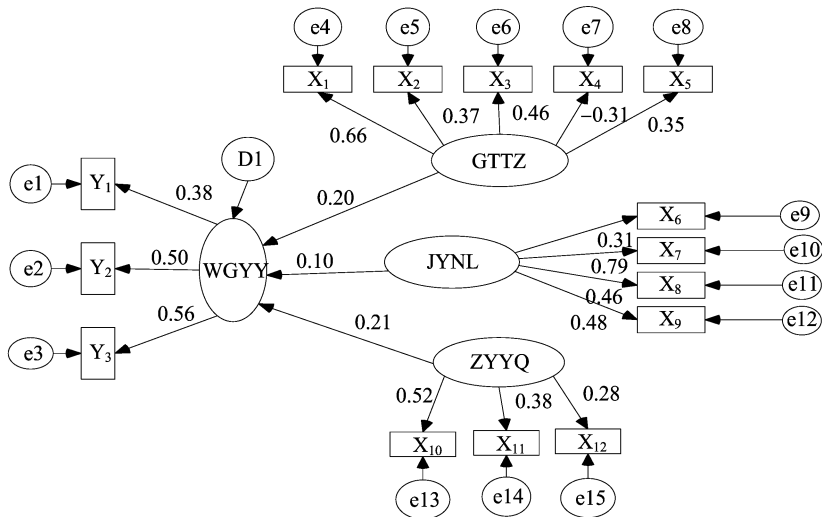 e4 e5 e6 e7 e8
X1 X2 X3 X4 X5
0.66 0.37 0.46 −0.31 0.35
GTTZ
D1
e1 Y1 0.38
0.20
X6 e9
e2 Y2 0.50 WGYY 0.10 JYNL 0.31 X7 e10
0.79 X8 e11
0.46
0.48 X9 e12
e3 Y3 0.56
0.21
ZYYQ
0.52 0.38 0.28
X10 X11 X12
e13 e14 e15